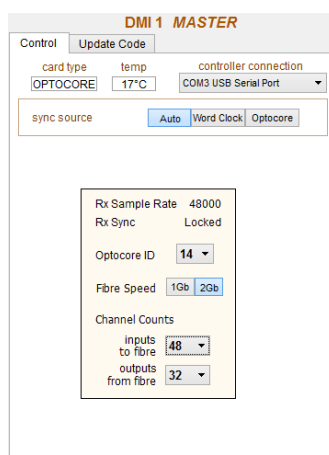 DMI 1 MASTER
Control Update Code
card type temp controller connection
OPTOCORE 17°C COM3 USB Serial Port
sync source Auto Word Clock Optocore
Rx Sample Rate 48000
Rx Sync Locked
Optocore ID 14
Fibre Speed 1Gb 2Gb
Channel Counts
inputs
to fibre 48
outputs
from fibre 32